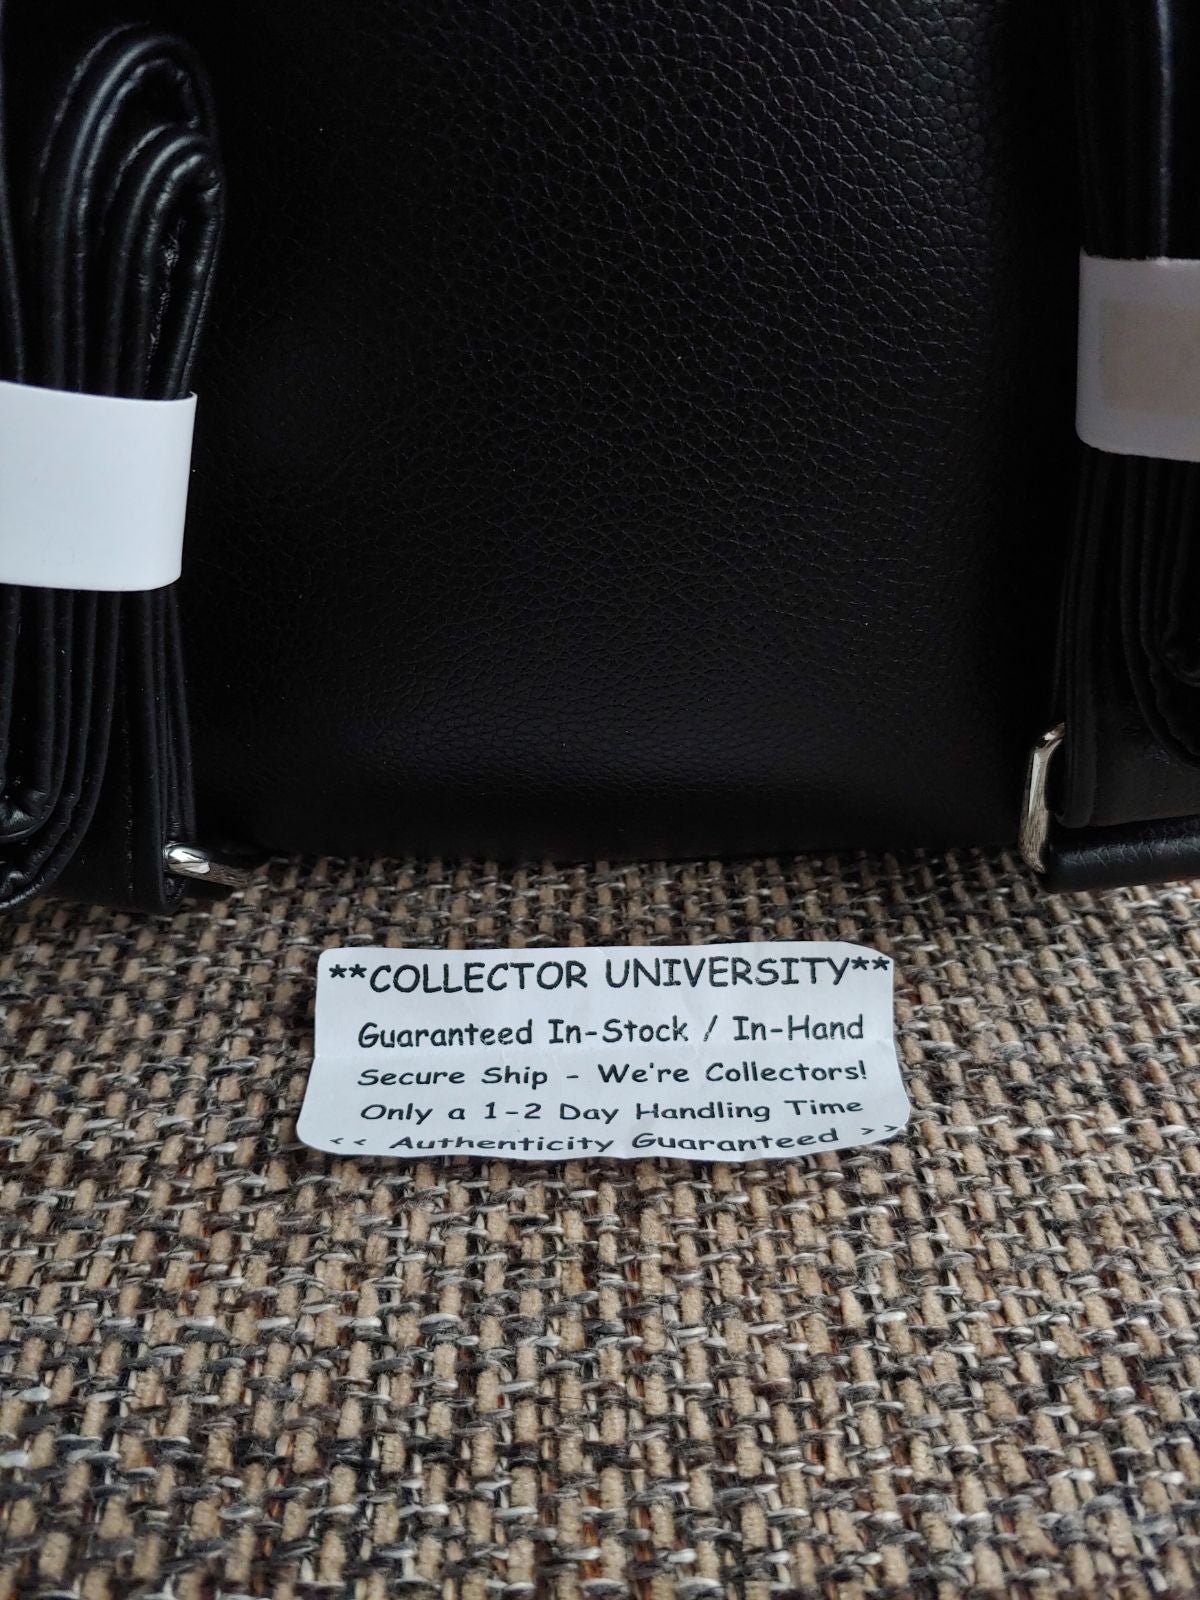 **COLLECTOR UNIVERSITY**
Guaranteed In-Stock / In-Hand
Secure Ship - We're Collectors!
Only a 1-2 Day Handling Time
<< Authenticity Guaranteed >>